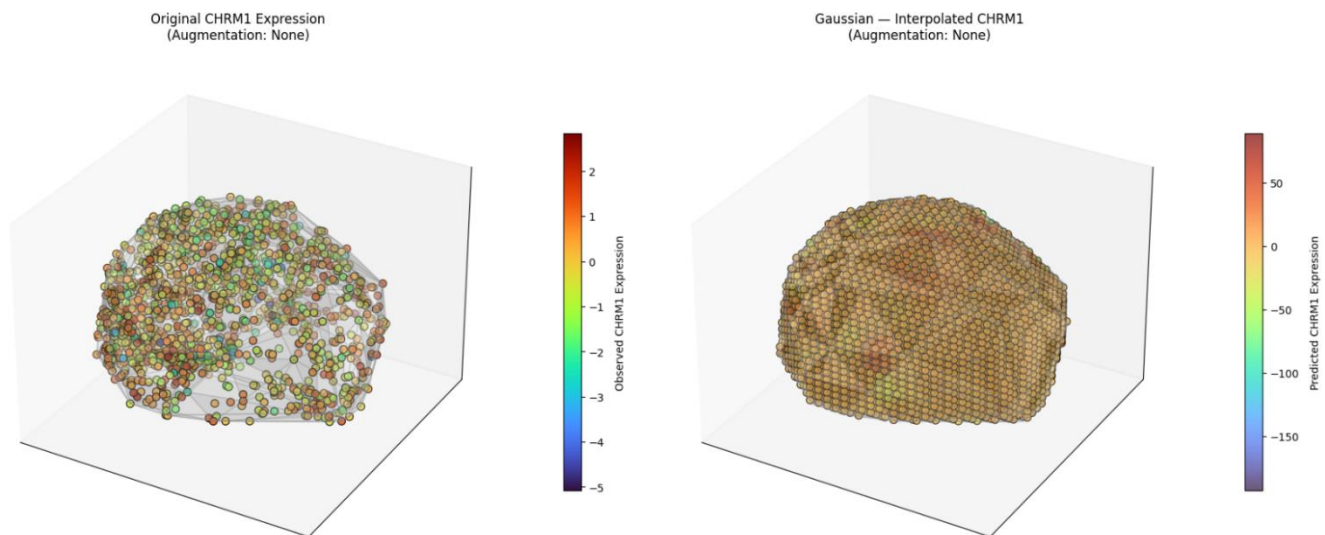 Original CHRM1 Expression
(Augmentation: None)
2
1
0
−1
−2
−3
−4
−5
Observed CHRM1 Expression
Gaussian — Interpolated CHRM1
(Augmentation: None)
50
0
−50
−100
−150
Predicted CHRM1 Expression